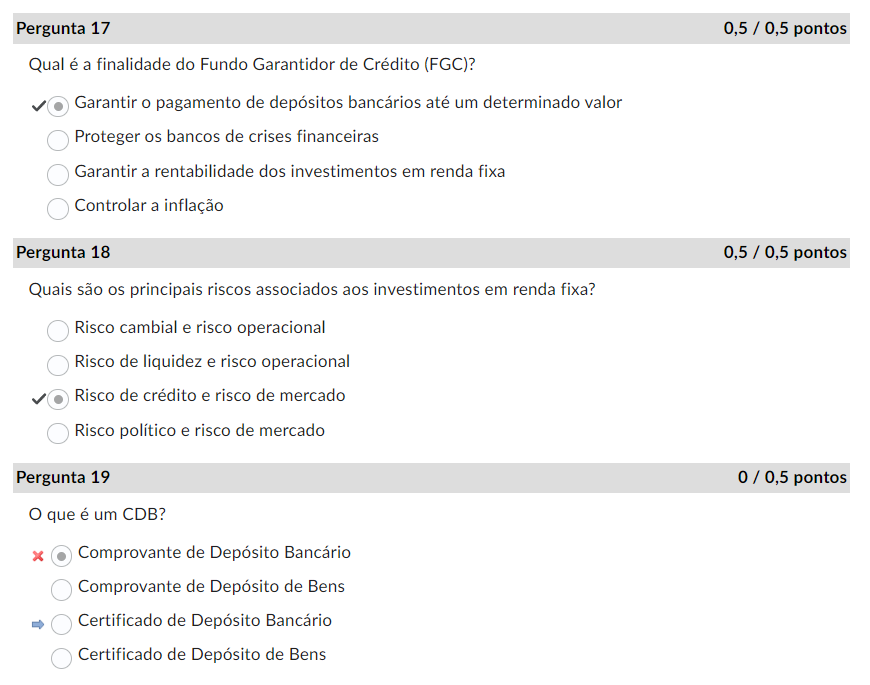 Pergunta 17 0,5 / 0,5 pontos
Qual é a finalidade do Fundo Garantidor de Crédito (FGC)?
Garantir o pagamento de depósitos bancários até um determinado valor
Proteger os bancos de crises financeiras
Garantir a rentabilidade dos investimentos em renda fixa
Controlar a inflação
Pergunta 18 0,5 / 0,5 pontos
Quais são os principais riscos associados aos investimentos em renda fixa?
Risco cambial e risco operacional
Risco de liquidez e risco operacional
Risco de crédito e risco de mercado
Risco político e risco de mercado
Pergunta 19 0 / 0,5 pontos
O que é um CDB?
Comprovante de Depósito Bancário
Comprovante de Depósito de Bens
Certificado de Depósito Bancário
Certificado de Depósito de Bens